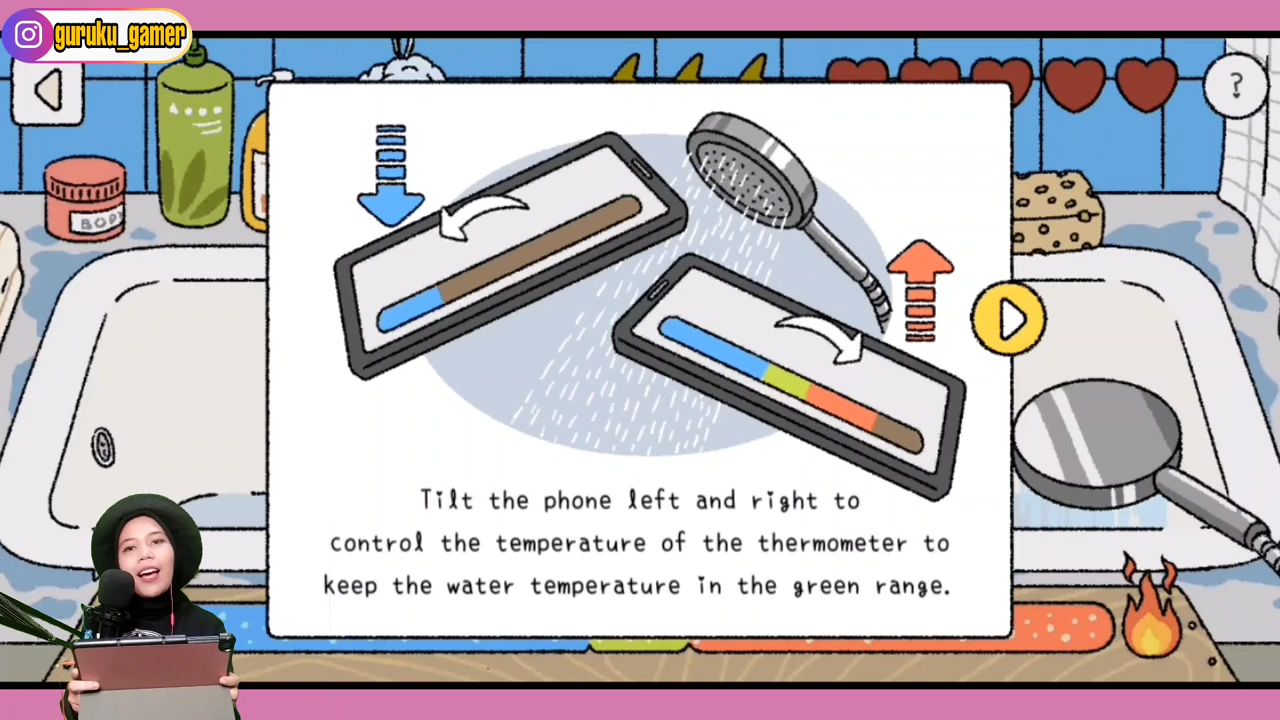 guruku_gamer
?
BODY
Tilt the phone left and right to
control the temperature of the thermometer to
keep the water temperature in the green range.